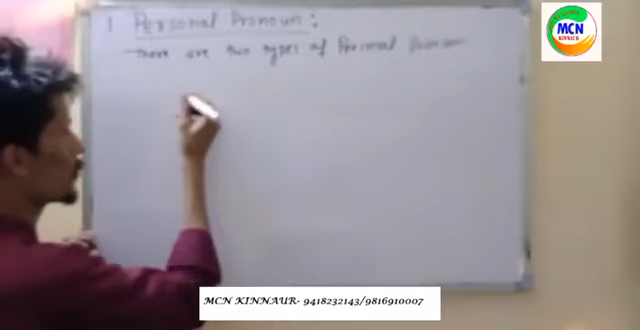 1 Personal Pronoun :
There are two types of Personal Pronoun
MCN
KINNAUR
MCN KINNAUR- 9418232143/9816910007